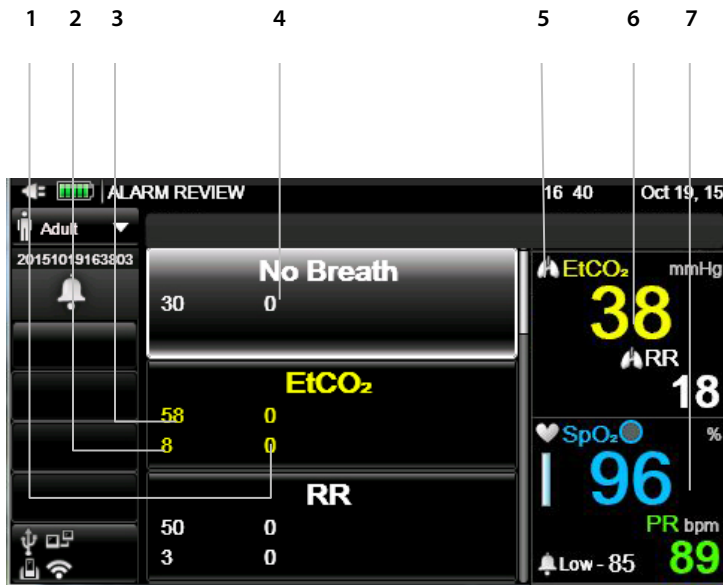 1 2 3 4 5 6 7
ALARM REVIEW 16 40 Oct 19, 15
Adult
20151019163803
No Breath
30 0
EtCO₂
58 0
8 0
RR
50 0
3 0
EtCO₂ mmHg
38
RR
18
SpO₂ %
96
PR bpm
Low - 85 89